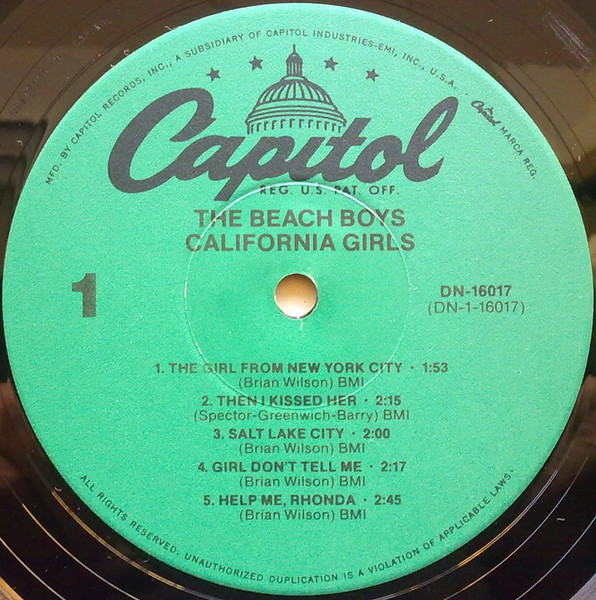 MFD. BY CAPITOL RECORDS, INC., A SUBSIDIARY OF CAPITOL INDUSTRIES-EMI, INC., U.S.A. · Capitol MARCA REG.
Capitol
REG. U.S. PAT. OFF.
THE BEACH BOYS
CALIFORNIA GIRLS
1
DN-16017
(DN-1-16017)
1. THE GIRL FROM NEW YORK CITY · 1:53
(Brian Wilson) BMI
2. THEN I KISSED HER · 2:15
(Spector-Greenwich-Barry) BMI
3. SALT LAKE CITY · 2:00
(Brian Wilson) BMI
4. GIRL DON'T TELL ME · 2:17
(Brian Wilson) BMI
5. HELP ME, RHONDA · 2:45
(Brian Wilson) BMI
ALL RIGHTS RESERVED. UNAUTHORIZED DUPLICATION IS A VIOLATION OF APPLICABLE LAWS.